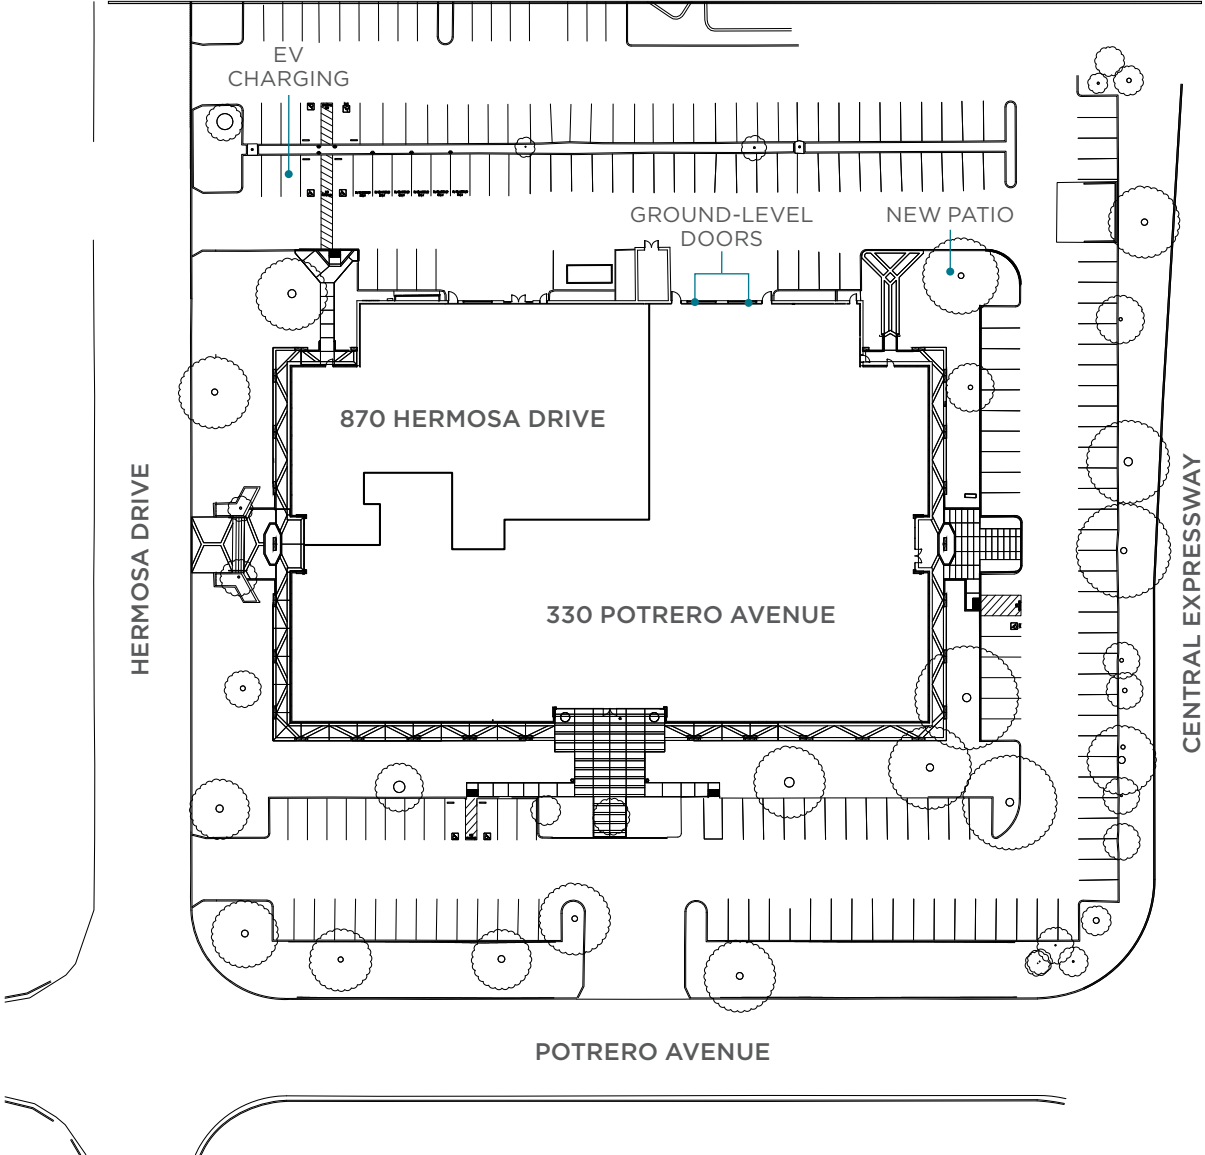 EV
CHARGING
GROUND-LEVEL
DOORS
NEW PATIO
870 HERMOSA DRIVE
330 POTRERO AVENUE
HERMOSA DRIVE
CENTRAL EXPRESSWAY
POTRERO AVENUE